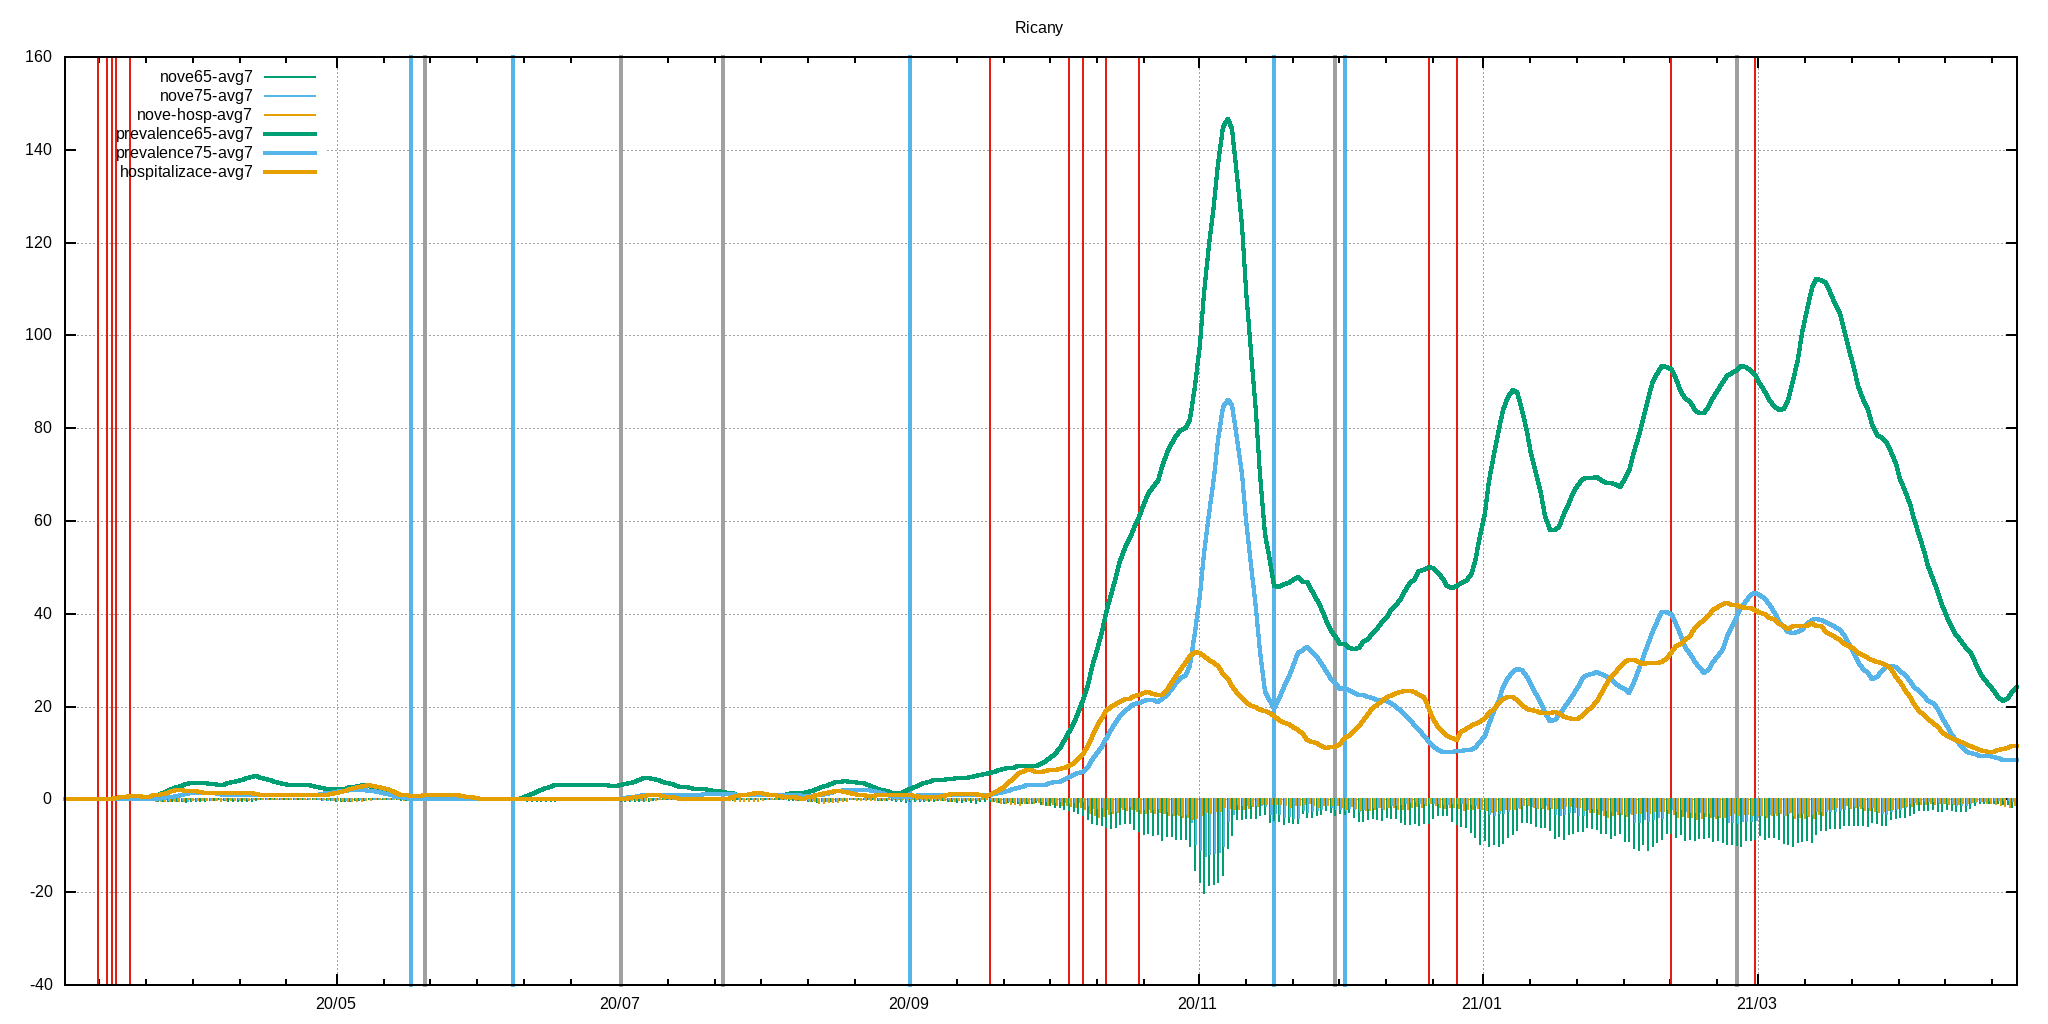 Ricany
160
nove65-avg7
nove75-avg7
nove-hosp-avg7
prevalence65-avg7
140
prevalence75-avg7
hospitalizace-avg7
120
100
80
60
40
20
0
-20
-40
20/05 20/07 20/09 20/11 21/01 21/03